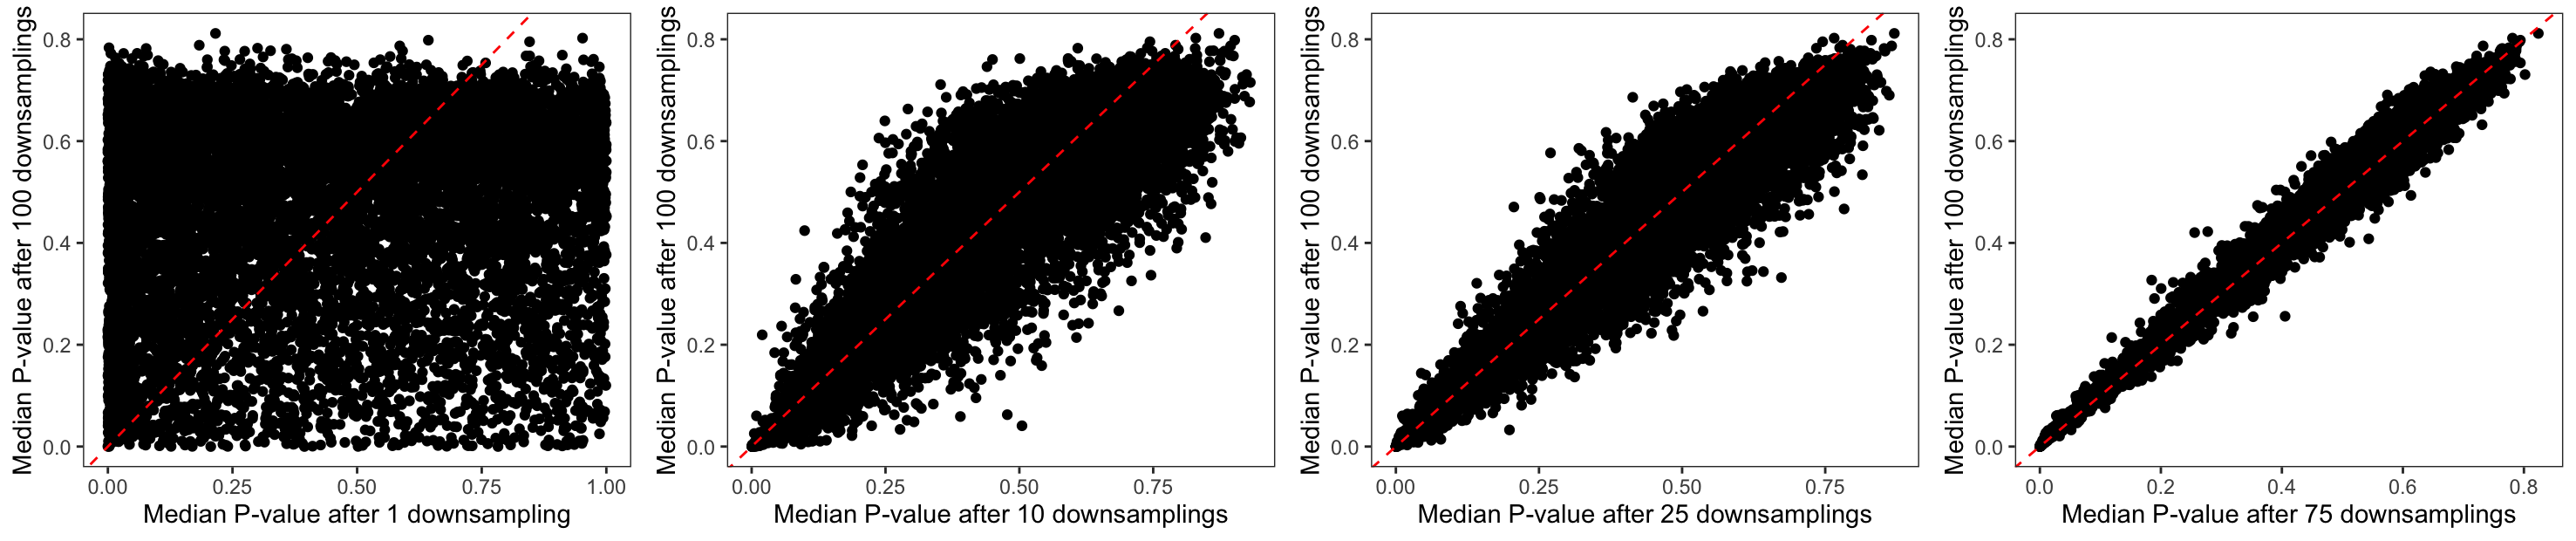 Median P-value after 100 downsamplings
0.8
0.6
0.4
0.2
0.0
0.00 0.25 0.50 0.75 1.00
Median P-value after 1 downsampling
Median P-value after 100 downsamplings
0.8
0.6
0.4
0.2
0.0
0.00 0.25 0.50 0.75
Median P-value after 10 downsamplings
Median P-value after 100 downsamplings
0.8
0.6
0.4
0.2
0.0
0.00 0.25 0.50 0.75
Median P-value after 25 downsamplings
Median P-value after 100 downsamplings
0.8
0.6
0.4
0.2
0.0
0.0 0.2 0.4 0.6 0.8
Median P-value after 75 downsamplings